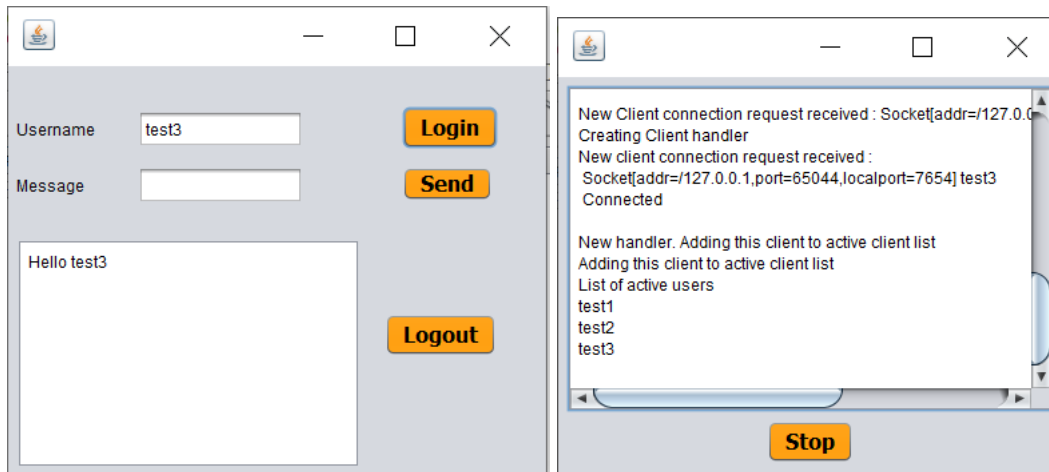 Username
test3
Login
Message
Send
Hello test3
Logout
New Client connection request received : Socket[addr=/127.0.0
Creating Client handler
New client connection request received :
Socket[addr=/127.0.0.1,port=65044,localport=7654] test3
Connected
New handler. Adding this client to active client list
Adding this client to active client list
List of active users
test1
test2
test3
Stop